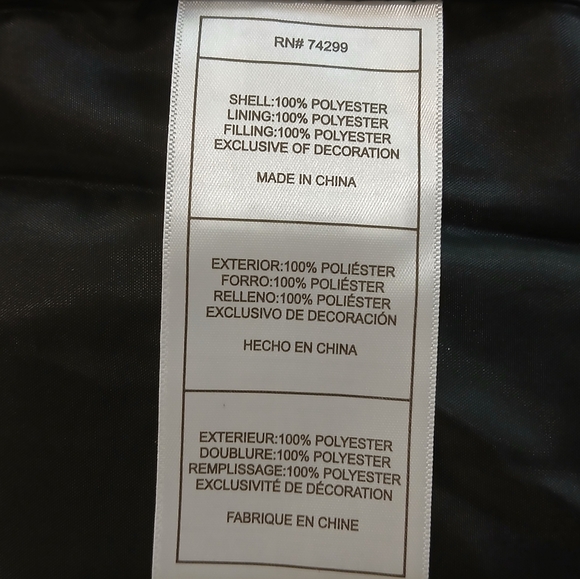 RN# 74299
SHELL:100% POLYESTER
LINING:100% POLYESTER
FILLING:100% POLYESTER
EXCLUSIVE OF DECORATION
MADE IN CHINA
EXTERIOR:100% POLIÉSTER
FORRO:100% POLIÉSTER
RELLENO:100% POLIÉSTER
EXCLUSIVO DE DECORACIÓN
HECHO EN CHINA
EXTERIEUR:100% POLYESTER
DOUBLURE:100% POLYESTER
REMPLISSAGE:100% POLYESTER
EXCLUSIVITÉ DE DÉCORATION
FABRIQUE EN CHINE